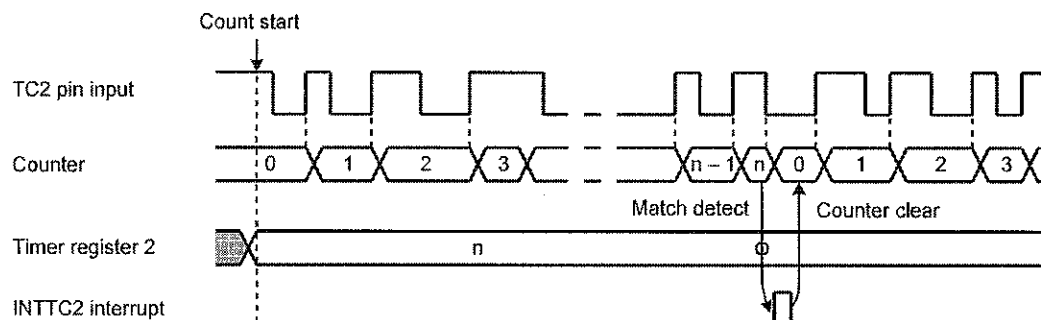 Count start
TC2 pin input
Counter 0 1 2 3 n – 1 n 0 1 2 3
Match detect Counter clear
Timer register 2 n
INTTC2 interrupt